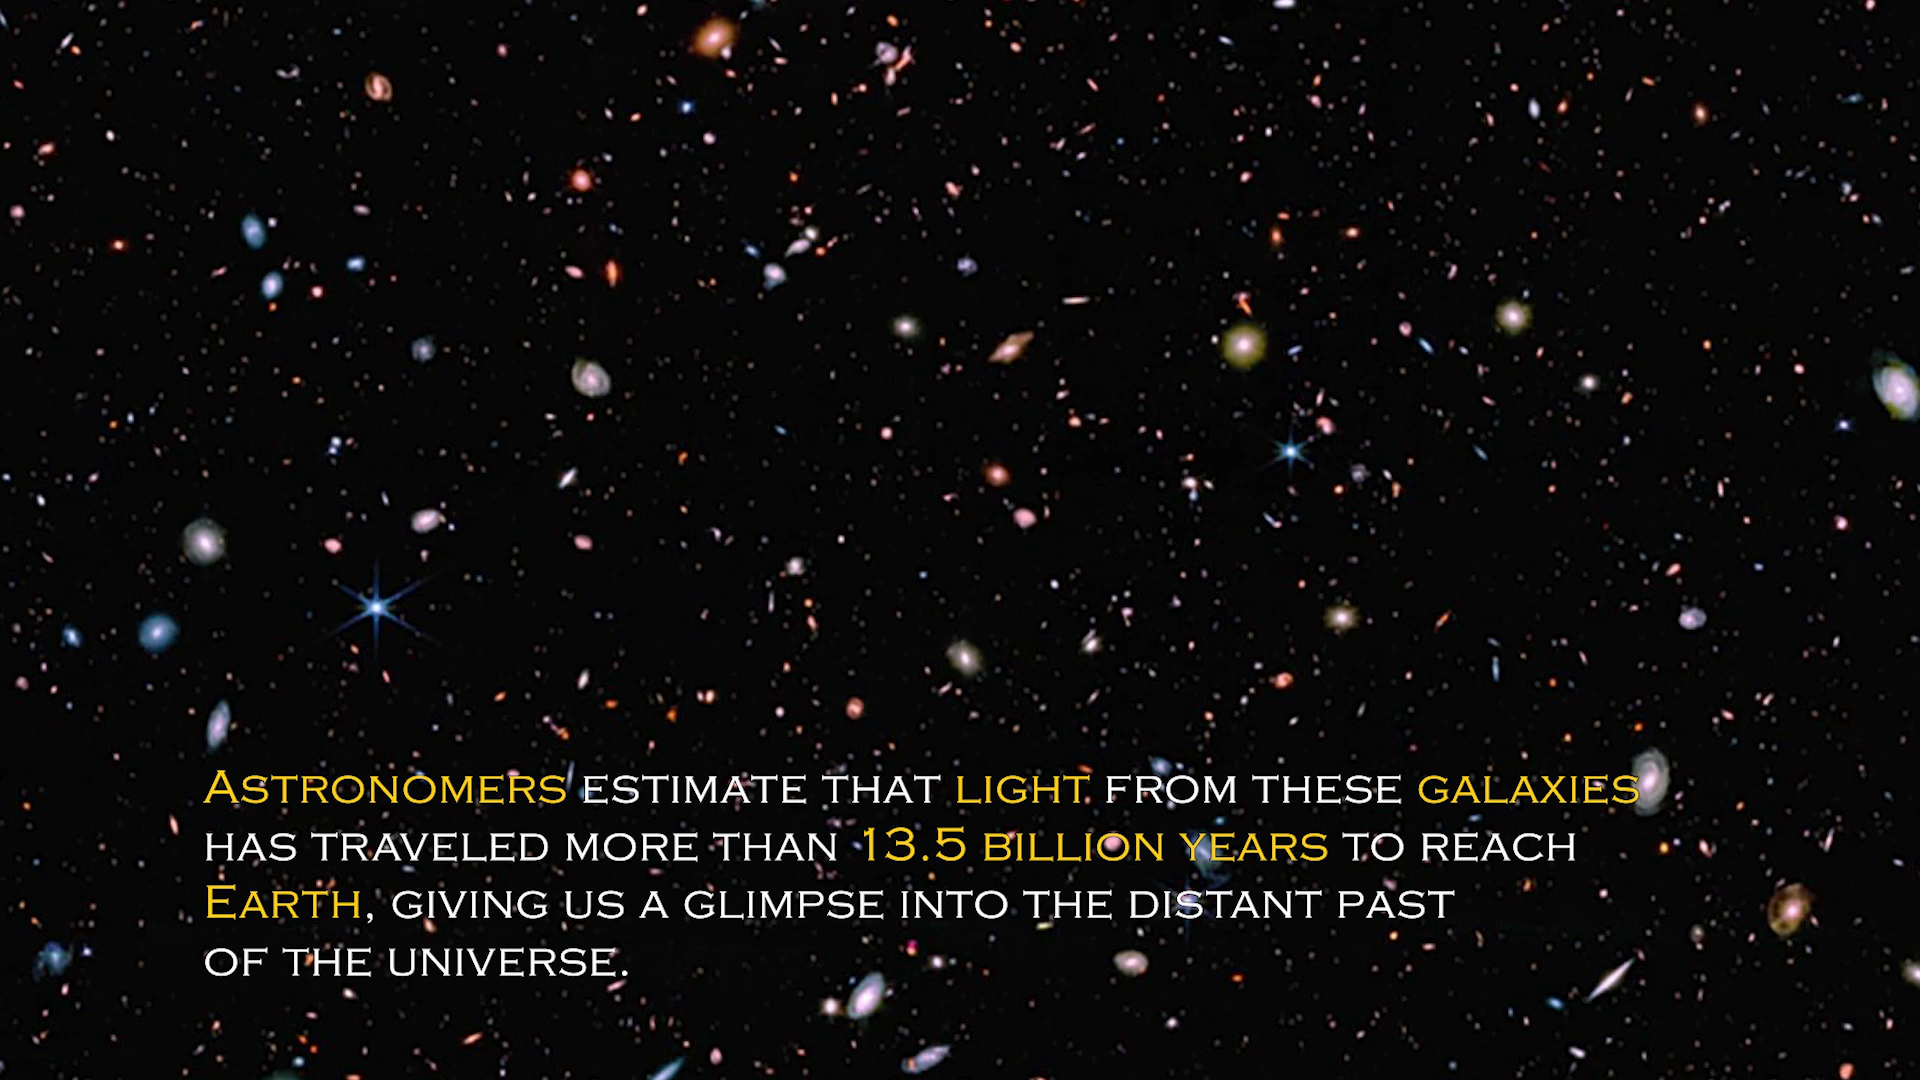 Astronomers estimate that light from these galaxies
has traveled more than 13.5 billion years to reach
Earth, giving us a glimpse into the distant past
of the universe.